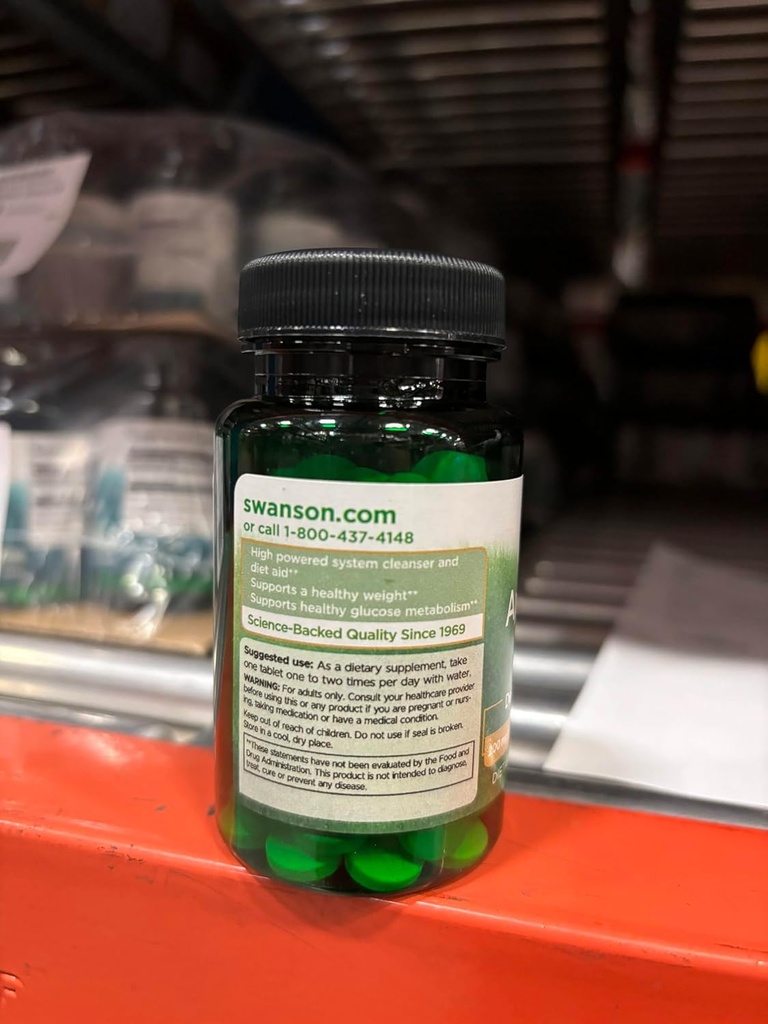 swanson.com
or call 1-800-437-4148
High powered system cleanser and
diet aid**
Supports a healthy weight**
Supports healthy glucose metabolism**
Science-Backed Quality Since 1969
Suggested use: As a dietary supplement, take
one tablet one to two times per day with water.
WARNING: For adults only. Consult your healthcare provider
before using this or any product if you are pregnant or nurs-
ing, taking medication or have a medical condition.
Keep out of reach of children. Do not use if seal is broken.
Store in a cool, dry place.
**These statements have not been evaluated by the Food and
Drug Administration. This product is not intended to diagnose,
treat, cure or prevent any disease.